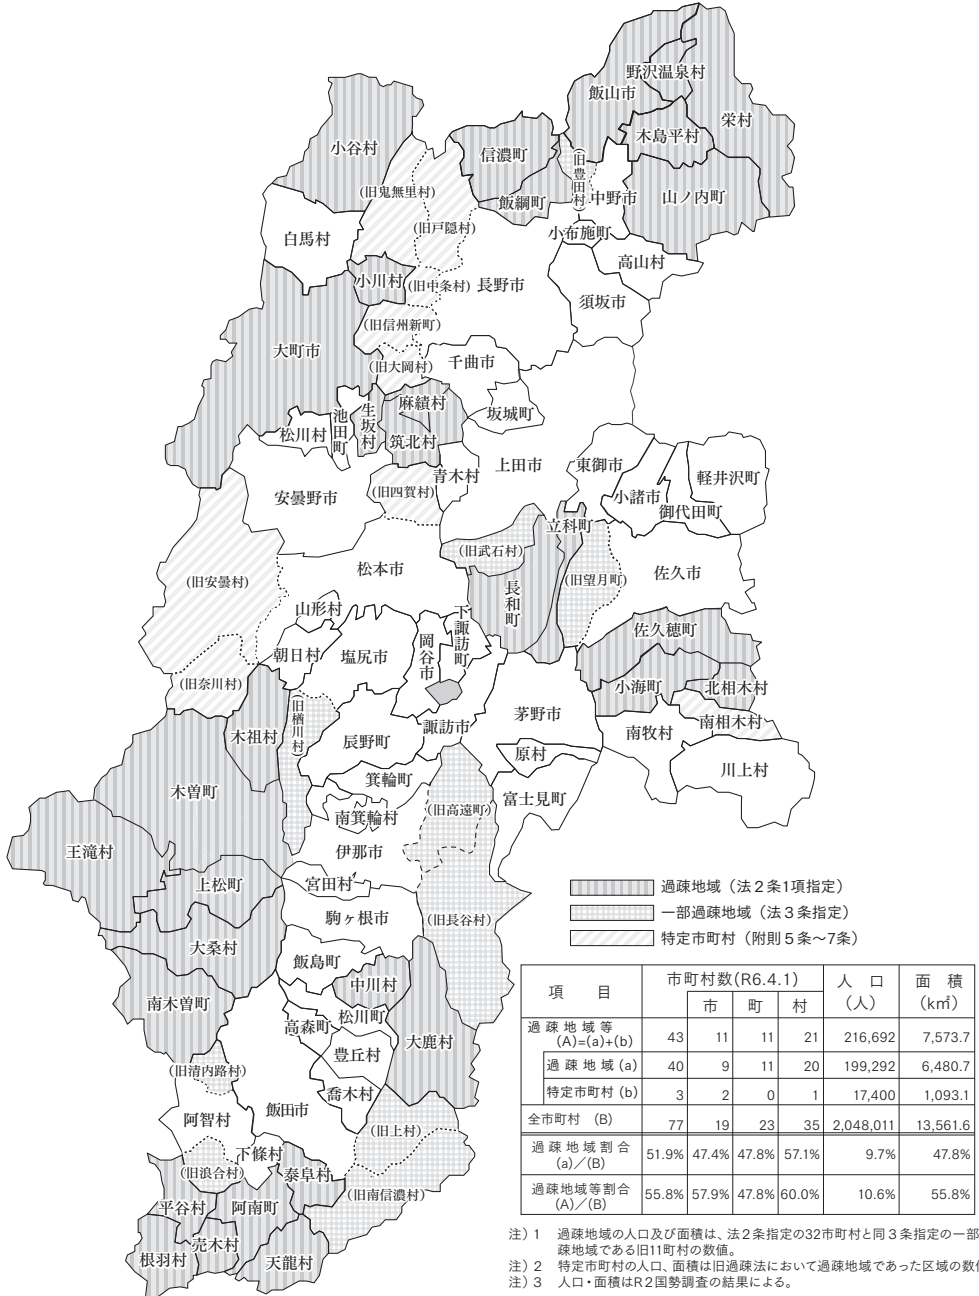 野沢温泉村
飯山市
栄村
木島平村
小谷村
信濃町
(旧豊田村)
(旧鬼無里村)
飯綱町
中野市
山ノ内町
(旧戸隠村)
小布施町
白馬村
高山村
小川村
(旧中条村)
長野市
須坂市
(旧信州新町)
大町市
(旧大岡村)
千曲市
麻績村
坂城町
池田町
生坂村
松川村
筑北村
青木村
上田市
東御市
軽井沢町
安曇野市
(旧四賀村)
小諸市
御代田町
立科町
(旧武石村)
松本市
(旧安曇村)
(旧望月町)
佐久市
長和町
山形村
下諏訪町
岡谷市
佐久穂町
朝日村
塩尻市
(旧奈川村)
小海町
北相木村
(旧楢川村)
茅野市
南相木村
木祖村
諏訪市
南牧村
辰野町
原村
川上村
箕輪町
木曽町
富士見町
(旧高遠町)
南箕輪村
伊那市
王滝村
上松町
宮田村
駒ヶ根市
(旧長谷村)
大桑村
飯島町
中川村
南木曽町
高森町
松川町
大鹿村
豊丘村
(旧清内路村)
喬木村
飯田市
阿智村
(旧上村)
下條村
(旧浪合村)
泰阜村
(旧南信濃村)
平谷村
阿南町
売木村
根羽村
天龍村
過疎地域（法２条1項指定）
一部過疎地域（法３条指定）
特定市町村（附則５条～7条）
項　目 市町村数(R6.4.1) 人　口（人） 面　積（k㎡）
市 町 村
過疎地域等(A)=(a)+(b) 43 11 11 21 216,692 7,573.7
過疎地域(a) 40 9 11 20 199,292 6,480.7
特定市町村(b) 3 2 0 1 17,400 1,093.1
全市町村　(B) 77 19 23 35 2,048,011 13,561.6
過疎地域割合(a)／(B) 51.9% 47.4% 47.8% 57.1% 9.7% 47.8%
過疎地域等割合(A)／(B) 55.8% 57.9% 47.8% 60.0% 10.6% 55.8%
注）1　過疎地域の人口及び面積は、法２条指定の32市町村と同３条指定の一部
疎地域である旧11町村の数値。
注）2　特定市町村の人口、面積は旧過疎法において過疎地域であった区域の数値
注）3　人口・面積はR２国勢調査の結果による。